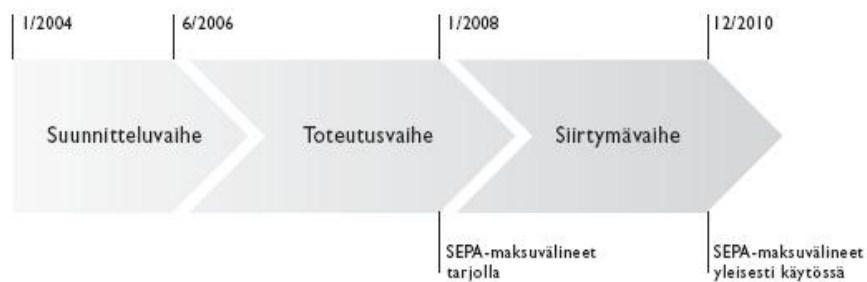 1/2004
6/2006
1/2008
12/2010
Suunnitteluvaihe
Toteutusvaihe
Siirtymävaihe
SEPA-maksuvälineet
tarjolla
SEPA-maksuvälineet
yleisesti käytössä